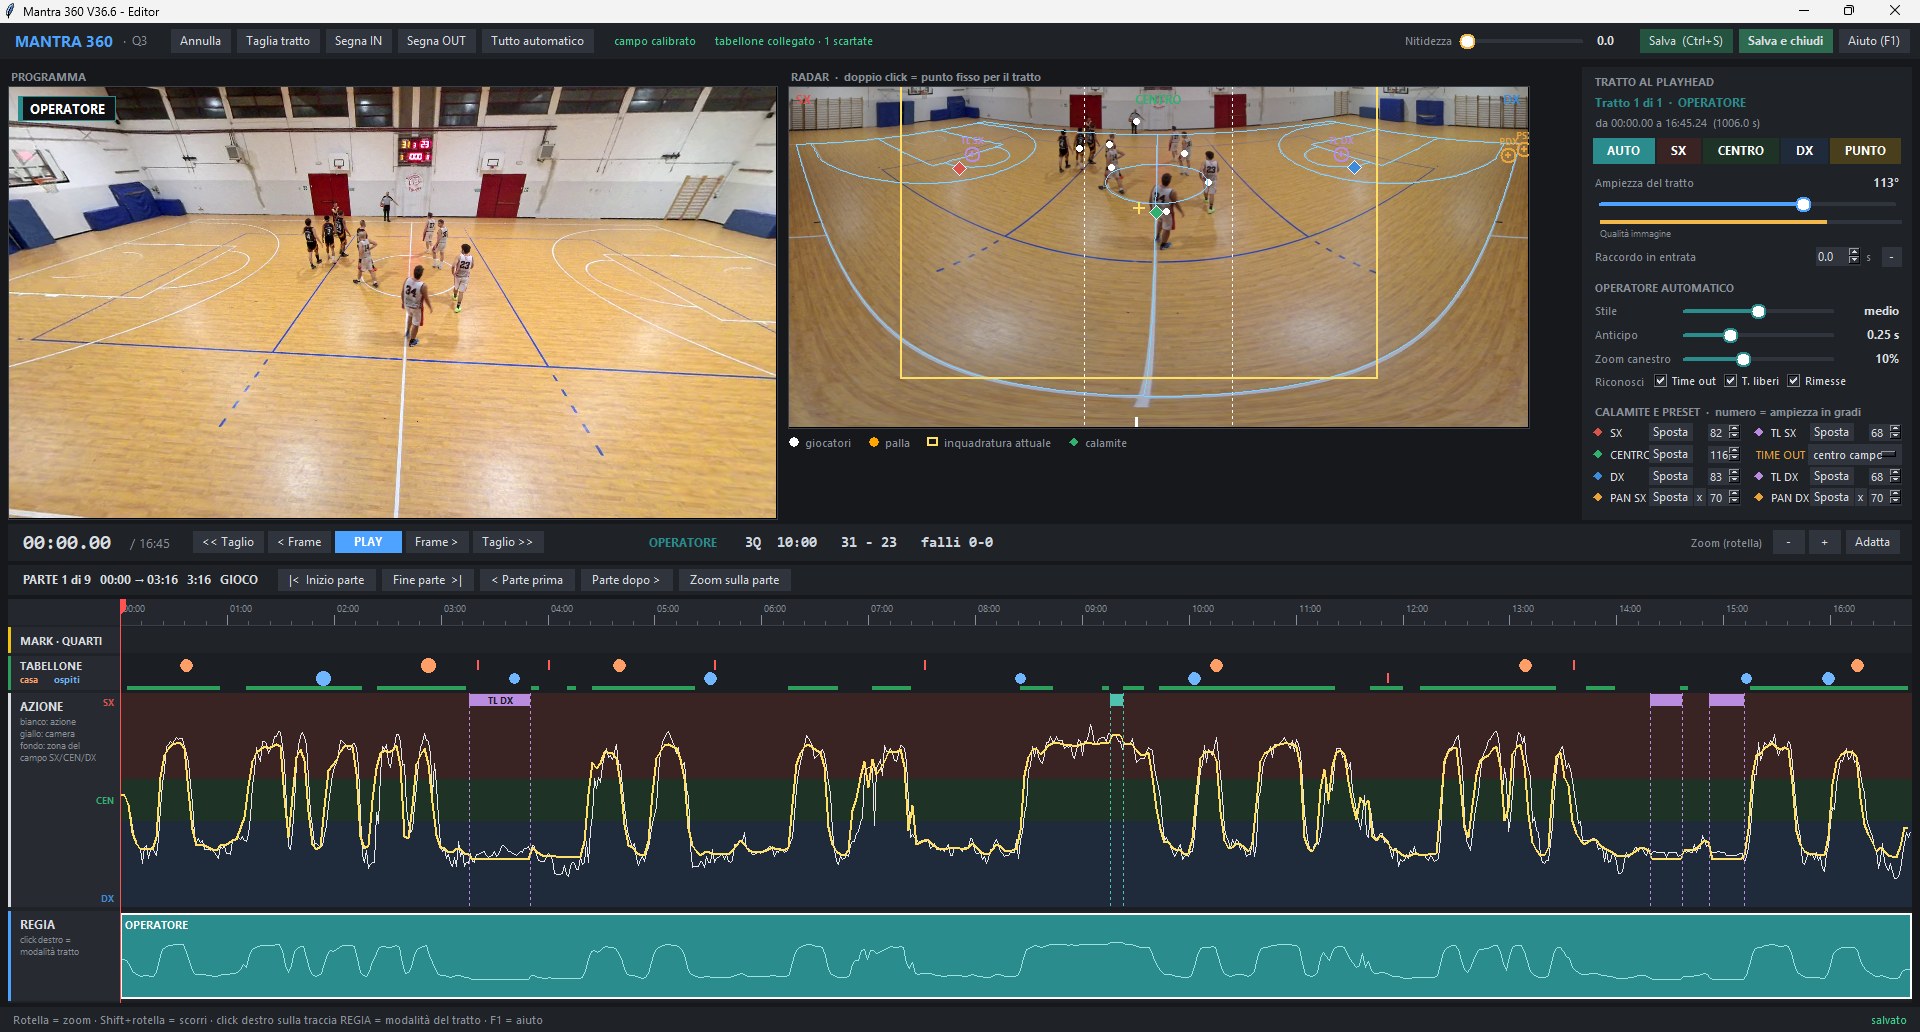 Mantra 360 V36.6 - Editor
MANTRA 360 · Q3 Annulla Taglia tratto Segna IN Segna OUT Tutto automatico campo calibrato tabellone collegato · 1 scartate Nitidezza 0.0 Salva (Ctrl+S) Salva e chiudi Aiuto (F1)
PROGRAMMA
OPERATORE
23
34
23
RADAR · doppio click = punto fisso per il tratto
CENTRO
giocatori palla inquadratura attuale calamite
TRATTO AL PLAYHEAD
Tratto 1 di 1 · OPERATORE
da 00:00.00 a 16:45.24 (1006.0 s)
AUTO SX CENTRO DX PUNTO
Ampiezza del tratto 113°
Qualità immagine
Raccordo in entrata 0.0 s -
OPERATORE AUTOMATICO
Stile medio
Anticipo 0.25 s
Zoom canestro 10%
Riconosci Time out T. liberi Rimesse
CALAMITE E PRESET · numero = ampiezza in gradi
SX Sposta 82 TL SX Sposta 68
CENTRO Sposta 116 TIME OUT centro campo
DX Sposta 83 TL DX Sposta 68
PAN SX Sposta x 70 PAN DX Sposta x 70
00:00.00 / 16:45 << Taglio < Frame PLAY Frame > Taglio >> OPERATORE 3Q 10:00 31 - 23 falli 0-0 Zoom (rotella) - + Adatta
PARTE 1 di 9 00:00 → 03:16 3:16 GIOCO |< Inizio parte Fine parte >| < Parte prima Parte dopo > Zoom sulla parte
00:00 01:00 02:00 03:00 04:00 05:00 06:00 07:00 08:00 09:00 10:00 11:00 12:00 13:00 14:00 15:00 16:00
MARK · QUARTI
TABELLONE
casa ospiti
AZIONE SX
bianco: azione
giallo: camera
fondo: zona del
campo SX/CEN/DX
CEN
DX
TL DX
REGIA
click destro =
modalità tratto
OPERATORE
Rotella = zoom · Shift+rotella = scorri · click destro sulla traccia REGIA = modalità del tratto · F1 = aiuto salvato